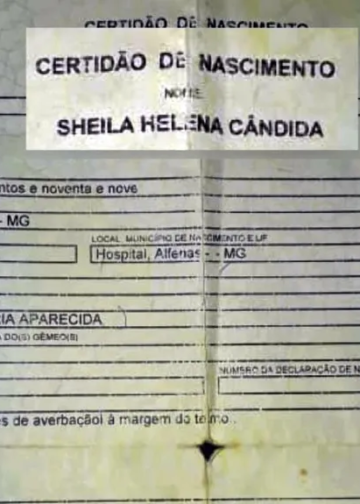 CERTIDÃO DE NASCIMENTO
CERTIDÃO DE NASCIMENTO
NOME
SHEILA HELENA CÂNDIDA
ntos e noventa e nove
- MG
LOCAL, MUNICÍPIO DE NASCIMENTO E UF
Hospital, Alfenas - - MG
IA APARECIDA
DO(S) GÊMEO(S)
NÚMERO DA DECLARAÇÃO DE N
es de averbaçãoi à margem do termo.